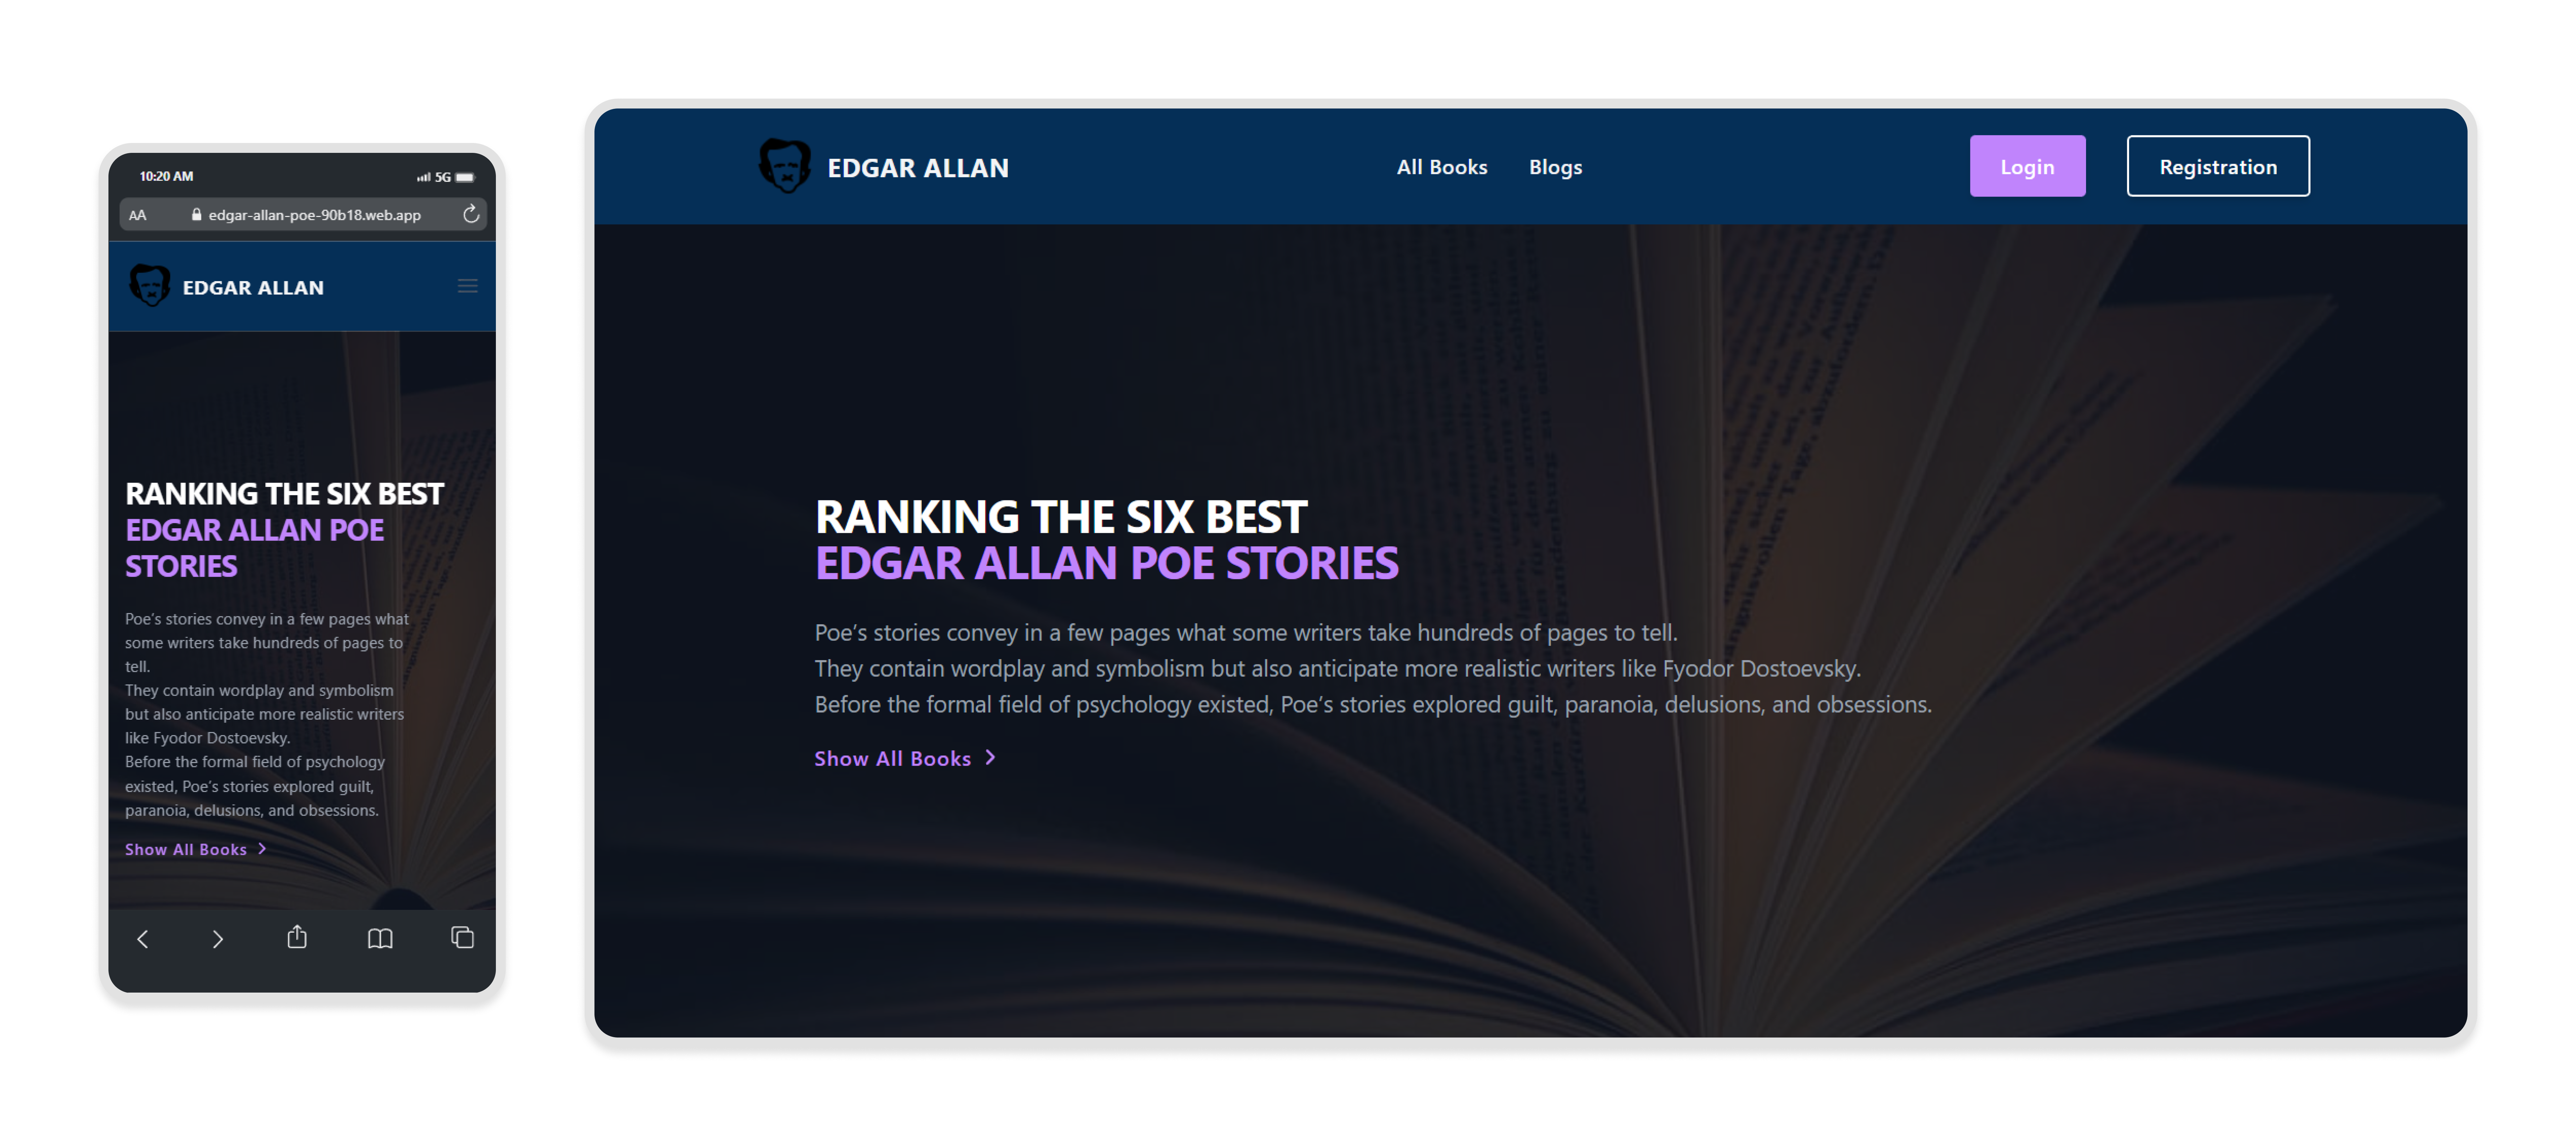 10:20 AM
5G
AA
edgar-allan-poe-90b18.web.app
EDGAR ALLAN
RANKING THE SIX BEST
EDGAR ALLAN POE
STORIES
Poe’s stories convey in a few pages what
some writers take hundreds of pages to
tell.
They contain wordplay and symbolism
but also anticipate more realistic writers
like Fyodor Dostoevsky.
Before the formal field of psychology
existed, Poe’s stories explored guilt,
paranoia, delusions, and obsessions.
Show All Books
EDGAR ALLAN
All Books
Blogs
Login
Registration
RANKING THE SIX BEST
EDGAR ALLAN POE STORIES
Poe’s stories convey in a few pages what some writers take hundreds of pages to tell.
They contain wordplay and symbolism but also anticipate more realistic writers like Fyodor Dostoevsky.
Before the formal field of psychology existed, Poe’s stories explored guilt, paranoia, delusions, and obsessions.
Show All Books